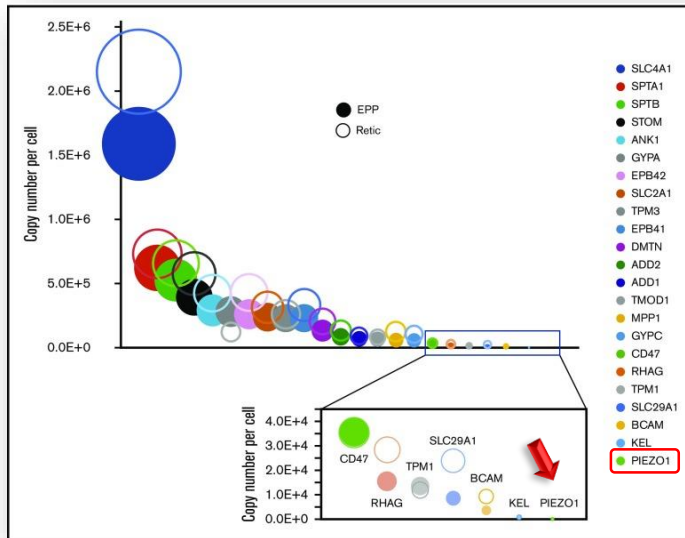 2.5E+6
2.0E+6
1.5E+6
1.0E+6
5.0E+5
0.0E+0
Copy number per cell
EPP
Retic
SLC4A1
SPTA1
SPTB
STOM
ANK1
GYPA
EPB42
SLC2A1
TPM3
EPB41
DMTN
ADD2
ADD1
TMOD1
MPP1
GYPC
CD47
RHAG
TPM1
SLC29A1
BCAM
KEL
PIEZO1
4.0E+4
3.0E+4
2.0E+4
1.0E+4
0.0E+0
Copy number per cell
CD47
RHAG
TPM1
SLC29A1
BCAM
KEL
PIEZO1